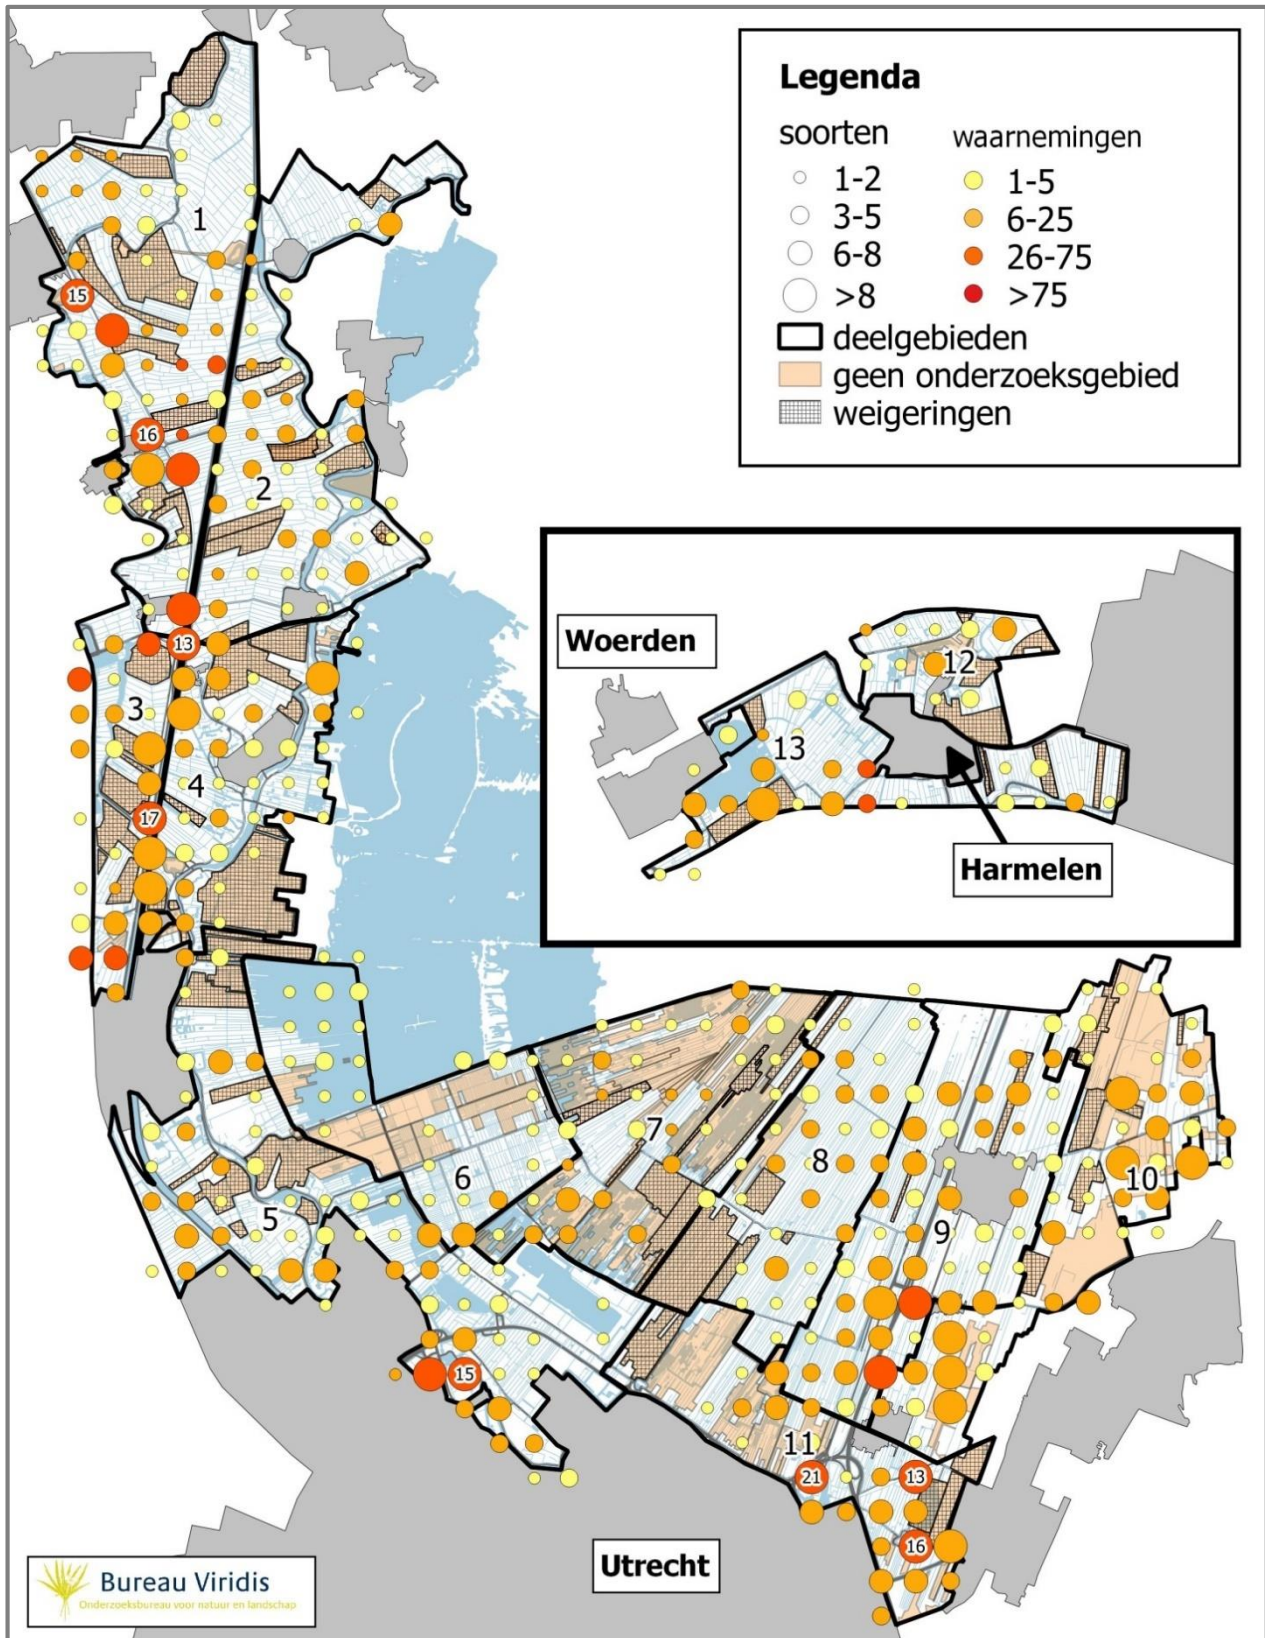 Legenda
soorten
waarnemingen
1-2
1-5
3-5
6-25
6-8
26-75
>8
>75
deelgebieden
geen onderzoeksgebied
weigeringen
1
15
16
2
13
3
4
17
Woerden
12
13
Harmelen
5
6
7
8
9
10
15
11
21
13
16
Utrecht
Bureau Viridis
Onderzoeksbureau voor natuur en landschap